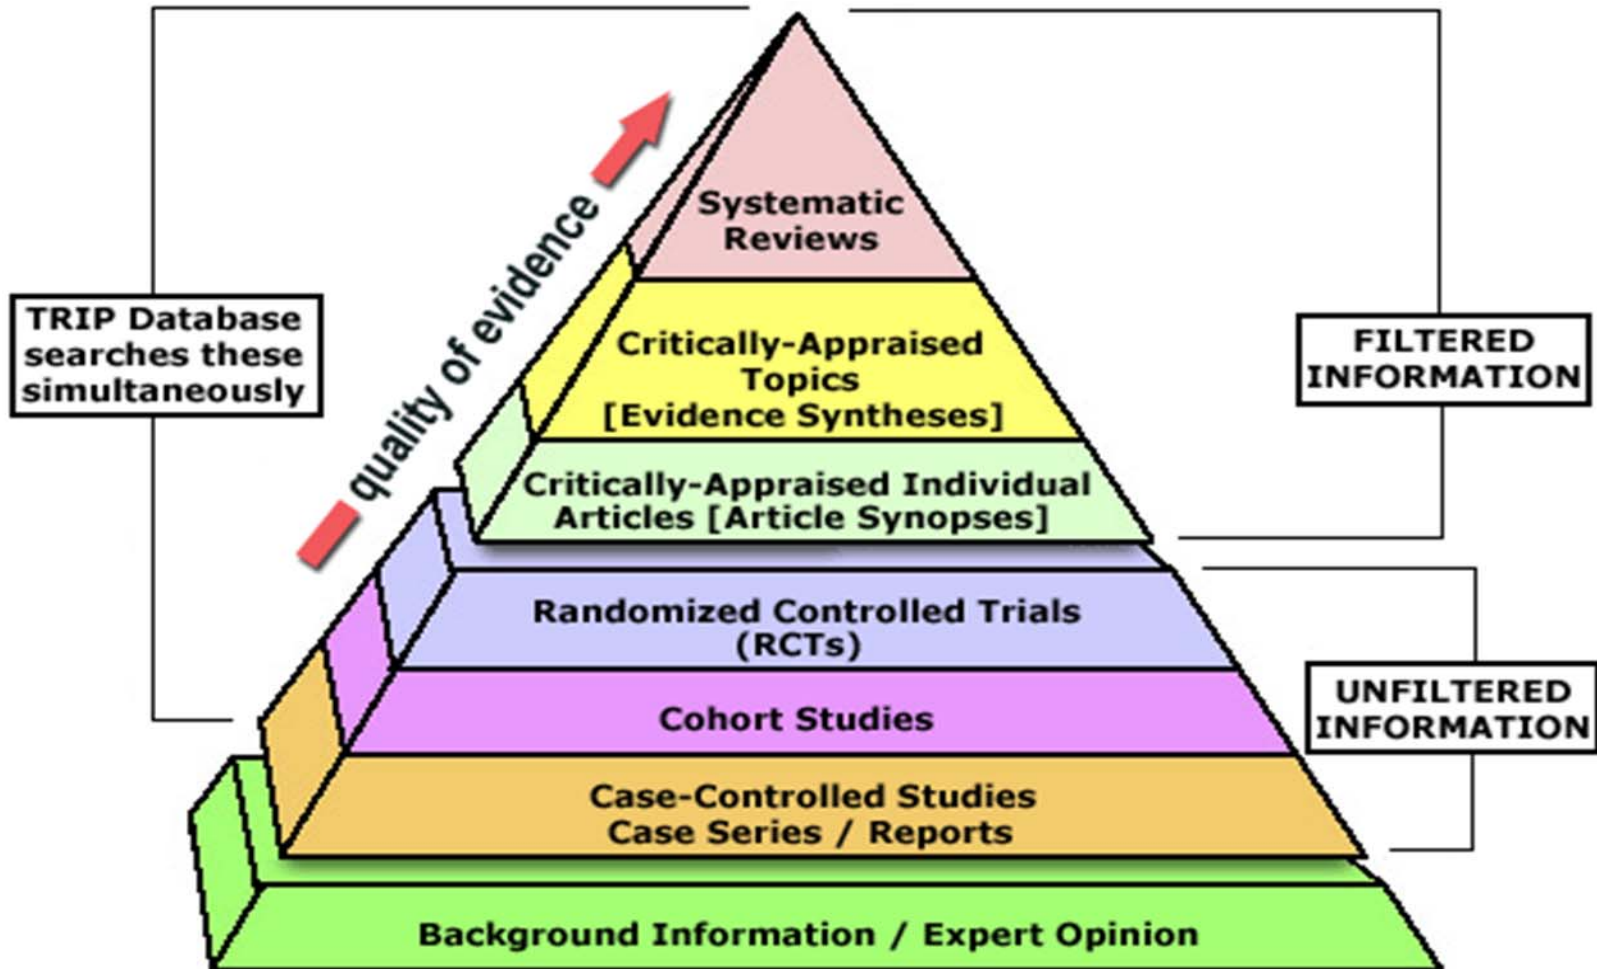 Systematic
Reviews
quality of evidence
TRIP Database
searches these
simultaneously
FILTERED
INFORMATION
Critically-Appraised
Topics
[Evidence Syntheses]
Critically-Appraised Individual
Articles [Article Synopses]
Randomized Controlled Trials
(RCTs)
UNFILTERED
INFORMATION
Cohort Studies
Case-Controlled Studies
Case Series / Reports
Background Information / Expert Opinion